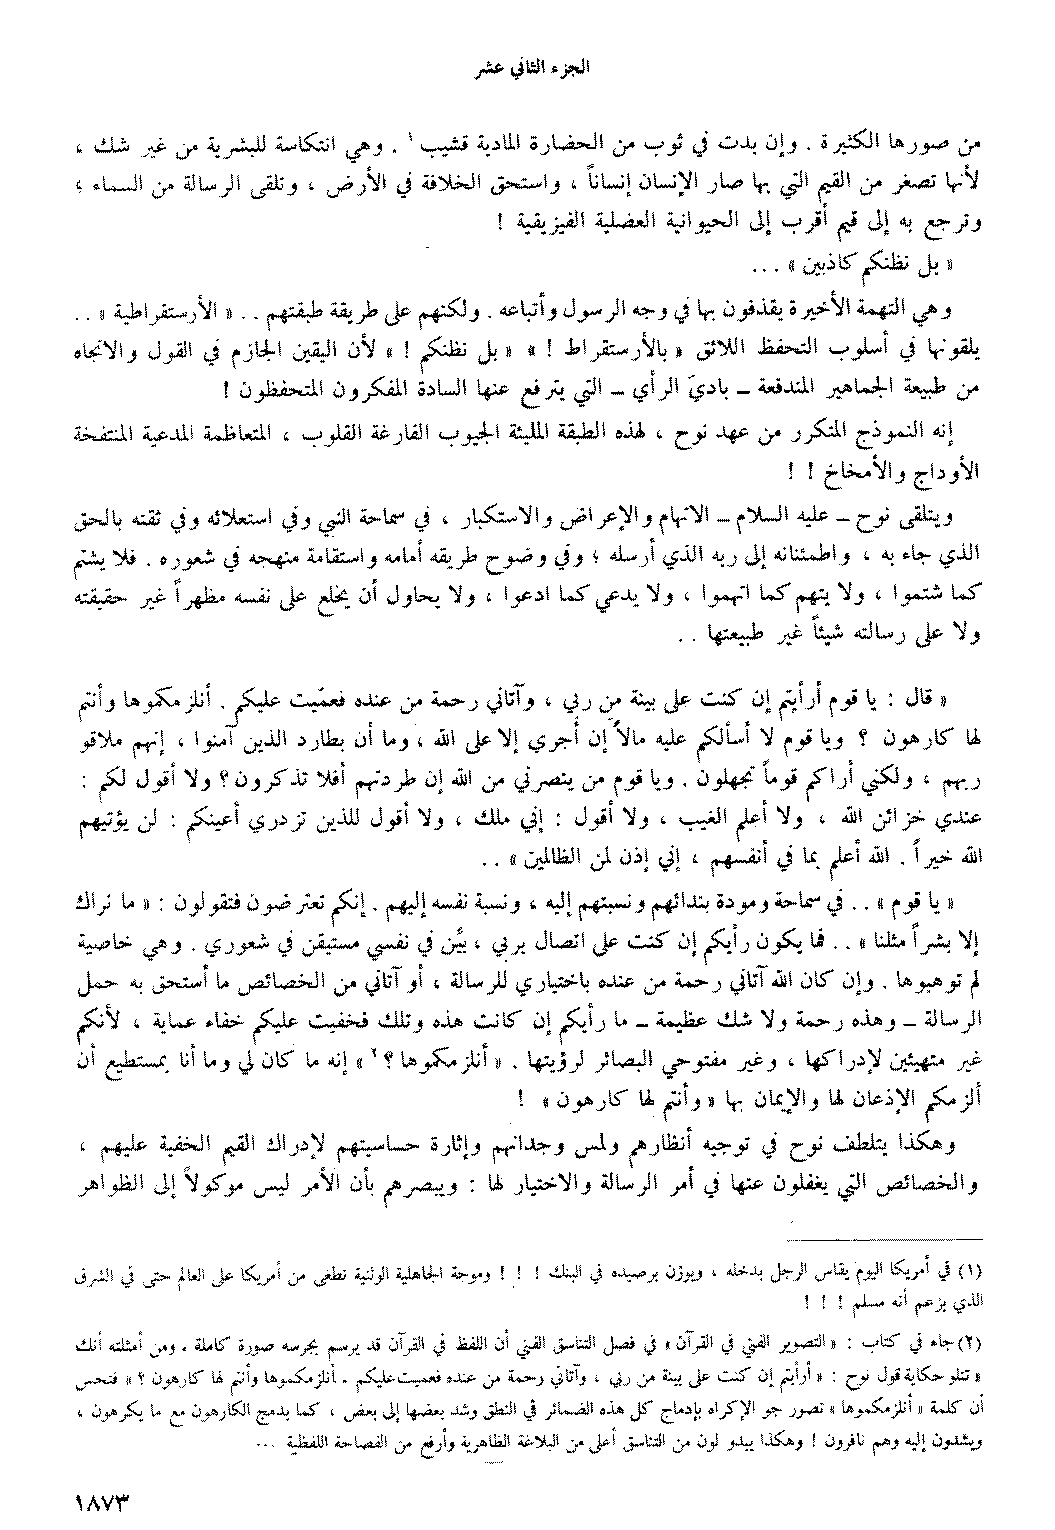 الجزء الثاني عشر
من صورها الكثيرة . وإن بدت في ثوب من الحضارة المادية قشيب ١ . وهي انتكاسة للبشرية من غير شك ،
لأنها تصغر من القيم التي بها صار الإنسان إنساناً ، واستحق الخلافة في الأرض ، وتلقى الرسالة من السماء ؛
وترجع به إلى قيم أقرب إلى الحيوانية العضلية الفيزيقية !
« بل نظنكم كاذبين » ...
وهي التهمة الأخيرة يقذفون بها في وجه الرسول وأتباعه . ولكنهم على طريقة طبقتهم .. « الأرستقراطية » ..
يلقونها في أسلوب التحفظ اللائق « بالأرستقراط ! » « بل نظنكم ! » لأن اليقين الجازم في القول والاتجاه
من طبيعة الجماهير المندفعة – باديَ الرأي – التي يترفع عنها السادة المفكرون المتحفظون !
إنه النموذج المتكرر من عهد نوح ، لهذه الطبقة المليئة الجيوب الفارغة القلوب ، المتعاظمة المدعية المنتفخة
الأوداج والأمخاخ ! !
ويتلقى نوح – عليه السلام – الاتهام والإعراض والاستكبار ، في سماحة النبي وفي استعلائه وفي ثقته بالحق
الذي جاء به ، واطمئنانه إلى ربه الذي أرسله ؛ وفي وضوح طريقه أمامه واستقامة منهجه في شعوره . فلا يشتم
كما شتموا ، ولا يتهم كما اتهموا ، ولا يدعي كما ادعوا ، ولا يحاول أن يخلع على نفسه مظهراً غير حقيقته
ولا على رسالته شيئاً غير طبيعتها ..
« قال : يا قوم أرأيتم إن كنت على بينة من ربي ، وآتاني رحمة من عنده فعمّيت عليكم . أنلزمكموها وأنتم
لها كارهون ؟ ويا قوم لا أسألكم عليه مالاً إن أجري إلا على الله ، وما أن بطارد الذين آمنوا ، إنهم ملاقو
ربهم ، ولكني أراكم قوماً تجهلون . ويا قوم من ينصرني من الله إن طردتهم أفلا تذكرون ؟ ولا أقول لكم :
عندي خزائن الله ، ولا أعلم الغيب ، ولا أقول : إني ملك ، ولا أقول للذين تزدري أعينكم : لن يؤتيهم
الله خيراً . الله أعلم بما في أنفسهم ، إني إذن لمن الظالمين » ..
« يا قوم » .. في سماحة ومودة بندائهم ونسبتهم إليه ، ونسبة نفسه إليهم . إنكم تعترضون فتقولون : « ما نراك
إلا بشراً مثلنا » .. فما يكون رأيكم إن كنت على اتصال بربي ، بيِّن في نفسي مستيقن في شعوري . وهي خاصية
لم توهبوها . وإن كان الله آتاني رحمة من عنده باختياري للرسالة ، أو آتاني من الخصائص ما أستحق به حمل
الرسالة – وهذه رحمة ولا شك عظيمة – ما رأيكم إن كانت هذه وتلك فخفيت عليكم خفاء عماية ، لأنكم
غير متهيئين لإدراكها ، وغير مفتوحي البصائر لرؤيتها . « أنلزمكموها ؟ ٢ » إنه ما كان لي وما أنا بمستطيع أن
ألزمكم الإذعان لها والإيمان بها « وأنتم لها كارهون » !
وهكذا يتلطف نوح في توجيه أنظارهم ولمس وجدانهم وإثارة حساسيتهم لإدراك القيم الخفية عليهم ،
والخصائص التي يغفلون عنها في أمر الرسالة والاختيار لها : ويبصرهم بأن الأمر ليس موكولاً إلى الظواهر
(١) في أمريكا اليوم يقاس الرجل بدخله ، ويوزن برصيده في البنك ! ! ! وموجة الجاهلية الوثنية تطغى من أمريكا على العالم حتى في الشرق
الذي يزعم أنه مسلم ! ! !
(٢) جاء في كتاب : « التصوير الفني في القرآن » في فصل التناسق الفني أن اللفظ في القرآن قد يرسم بجرسه صورة كاملة . ومن أمثلته أنك
« تتلو حكاية قول نوح : « أرأيتم إن كنت على بينة من ربي ، وآتاني رحمة من عنده فعميت عليكم . أنلزمكموها وأنتم لها كارهون ؟ » فتحس
أن كلمة « أنلزمكموها » تصور جو الإكراه بإدماج كل هذه الضمائر في النطق وشد بعضها إلى بعض ، كما يدمج الكارهون مع ما يكرهون ،
ويشدون إليه وهم نافرون ! وهكذا يبدو لون من التناسق أعلى من البلاغة الظاهرية وأرفع من الفصاحة اللفظية ...
١٨٧٣